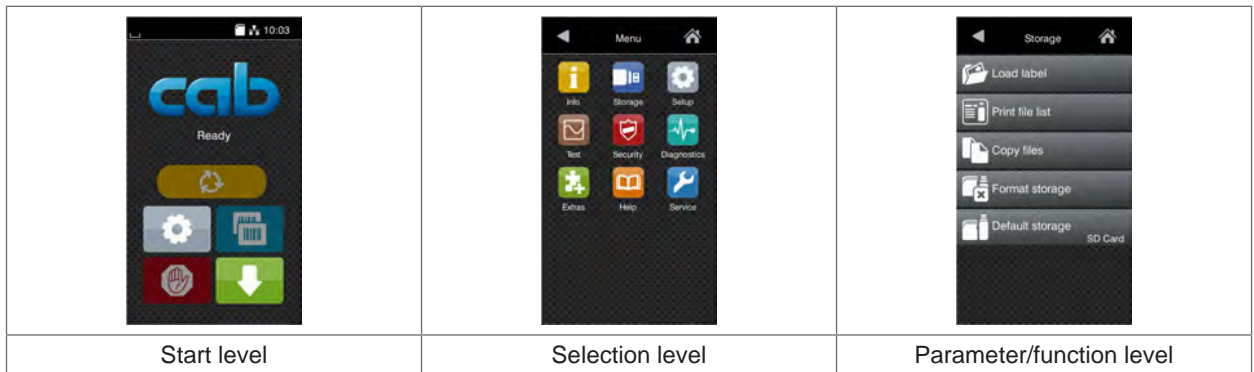 10:03
cab
Ready
Menu
Info Storage Setup
Test Security Diagnostics
Extras Help Service
Storage
Load label
Print file list
Copy files
Format storage
Default storage
SD Card
Start level Selection level Parameter/function level